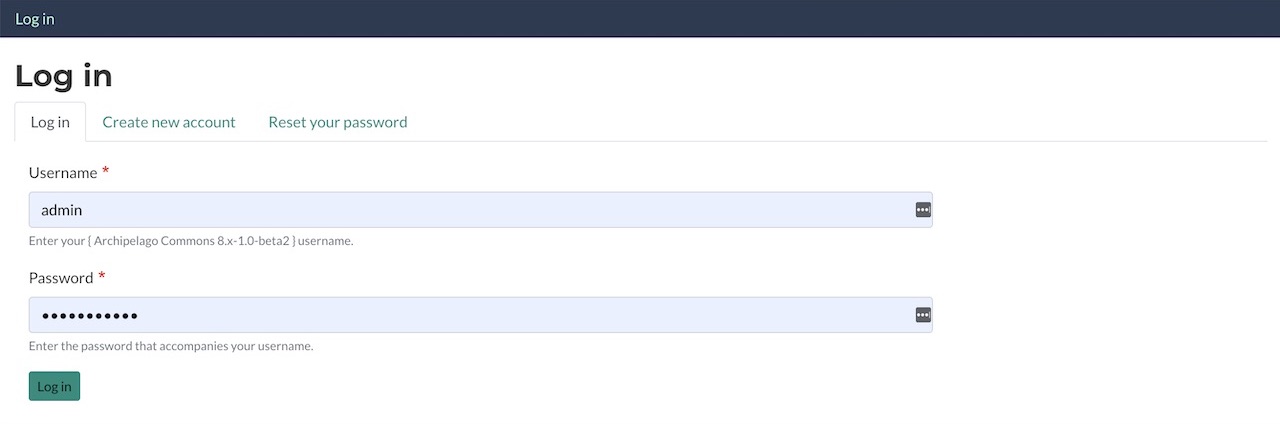 Log in
Log in
Log in Create new account Reset your password
Username *
admin
Enter your { Archipelago Commons 8.x-1.0-beta2 } username.
Password *
•••••••••••
Enter the password that accompanies your username.
Log in